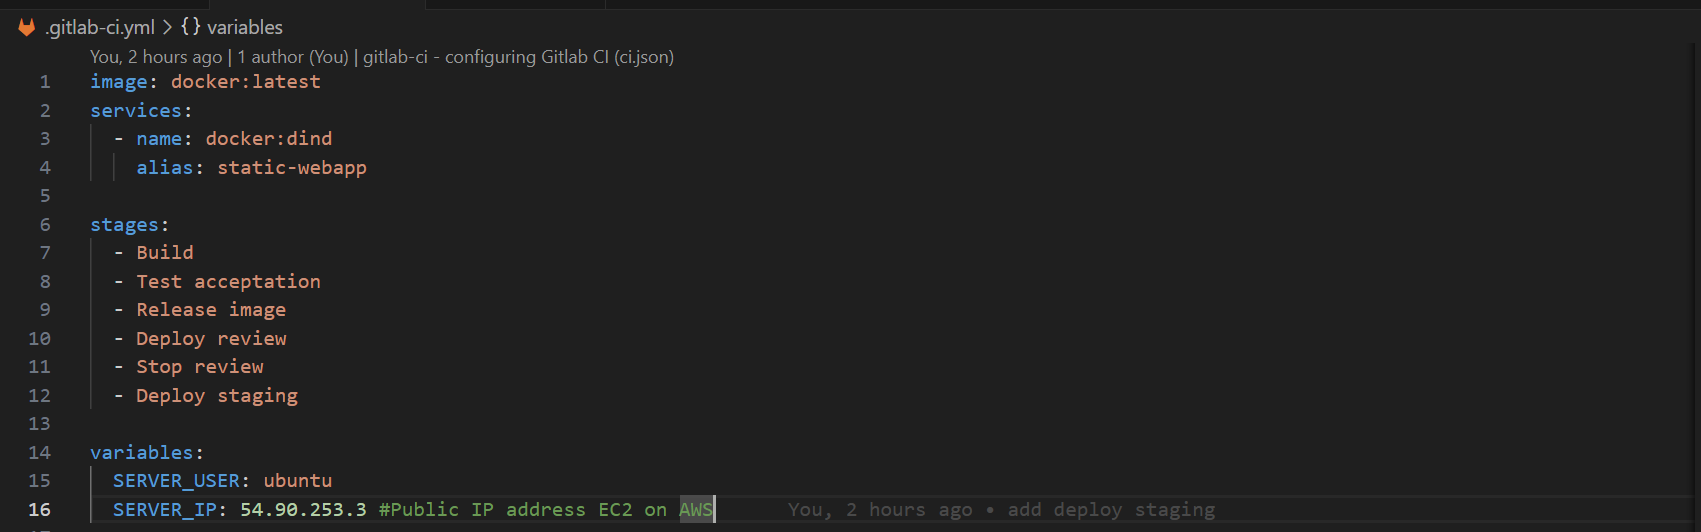 .gitlab-ci.yml > {} variables
You, 2 hours ago | 1 author (You) | gitlab-ci - configuring Gitlab CI (ci.json)
1 image: docker:latest
2 services:
3   - name: docker:dind
4     alias: static-webapp
5
6 stages:
7   - Build
8   - Test acceptation
9   - Release image
10   - Deploy review
11   - Stop review
12   - Deploy staging
13
14 variables:
15   SERVER_USER: ubuntu
16   SERVER_IP: 54.90.253.3 #Public IP address EC2 on AWS You, 2 hours ago • add deploy staging